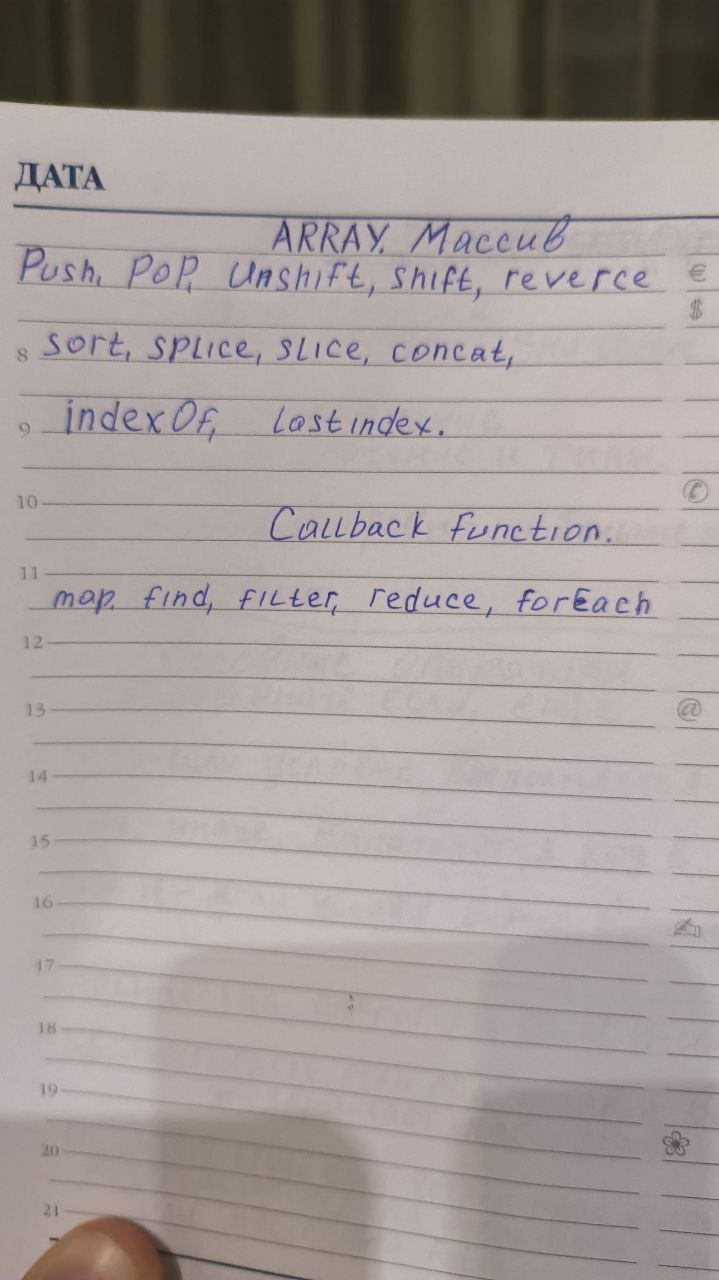 ДАТА
ARRAY. Массив
Push, POP, Unshift, shift, reverce
€
$
8 sort, splice, slice, concat,
9 indexOf, lastindex.
10
Callback function.
11
map, find, filter, reduce, forEach
12
13
@
14
15
16
17
18
19
20
21